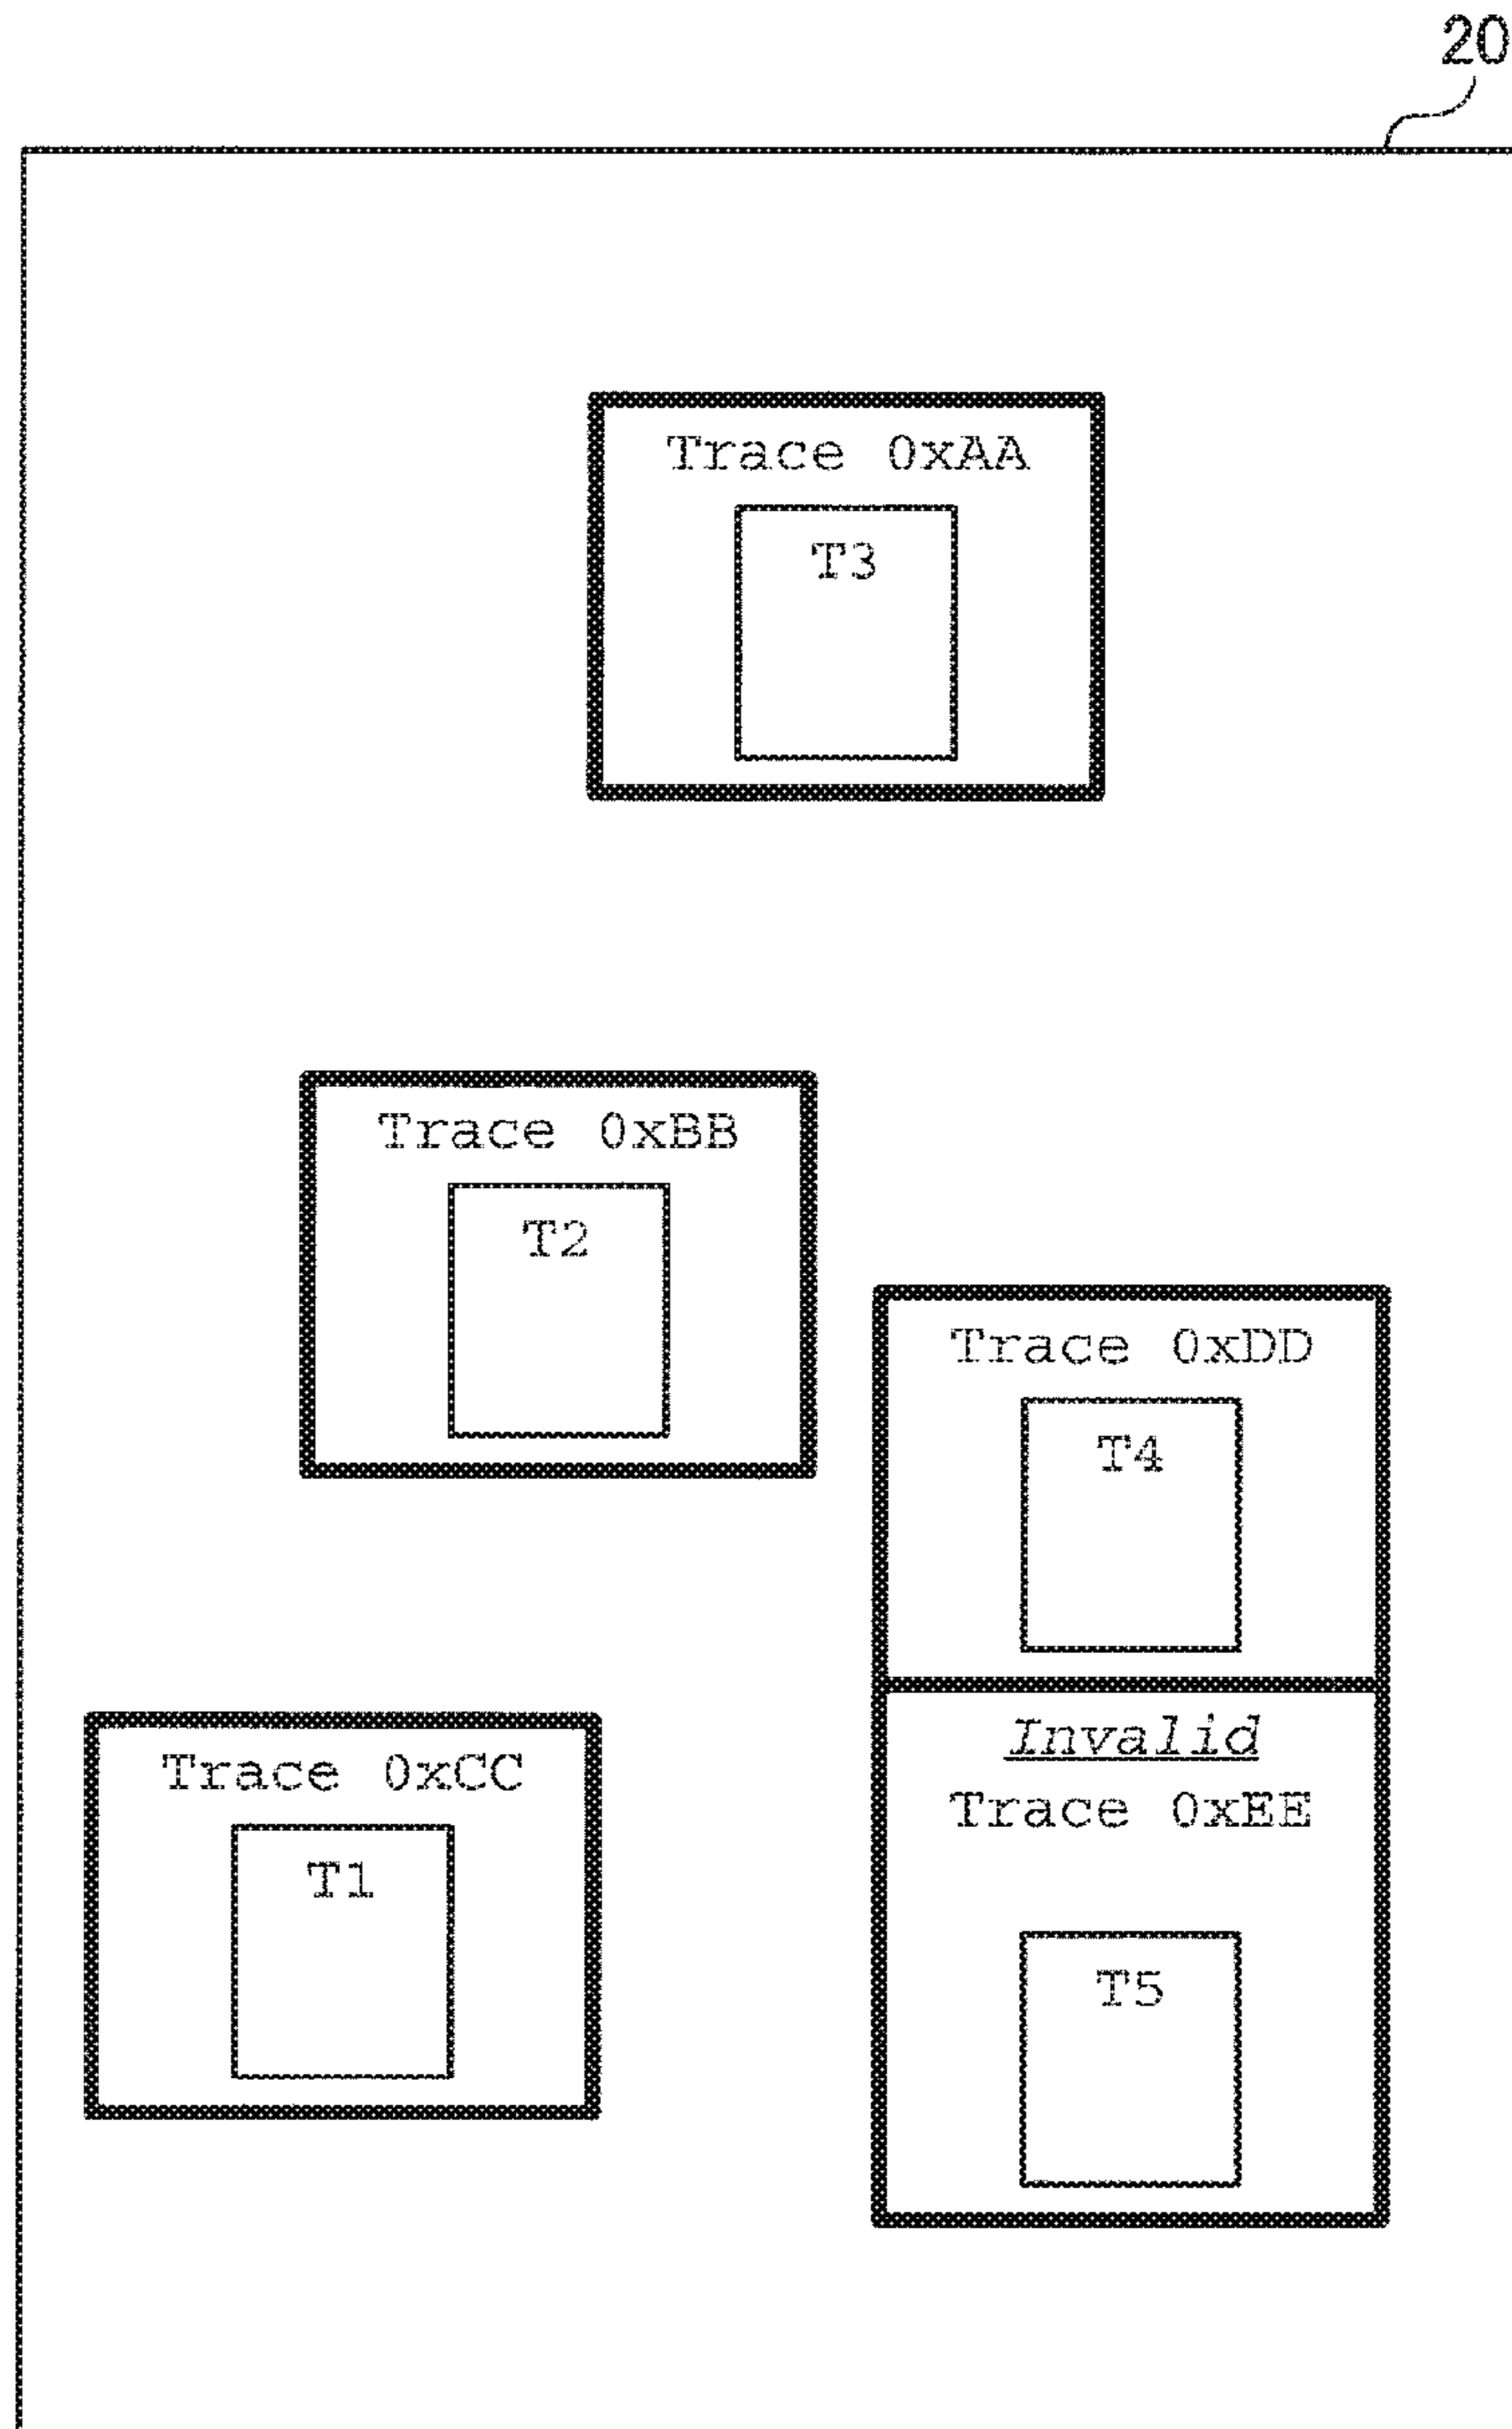 20
Trace 0xAA
T3
Trace 0xBB
T2
Trace 0xDD
T4
Invalid
Trace 0xEE
T5
Trace 0xCC
T1